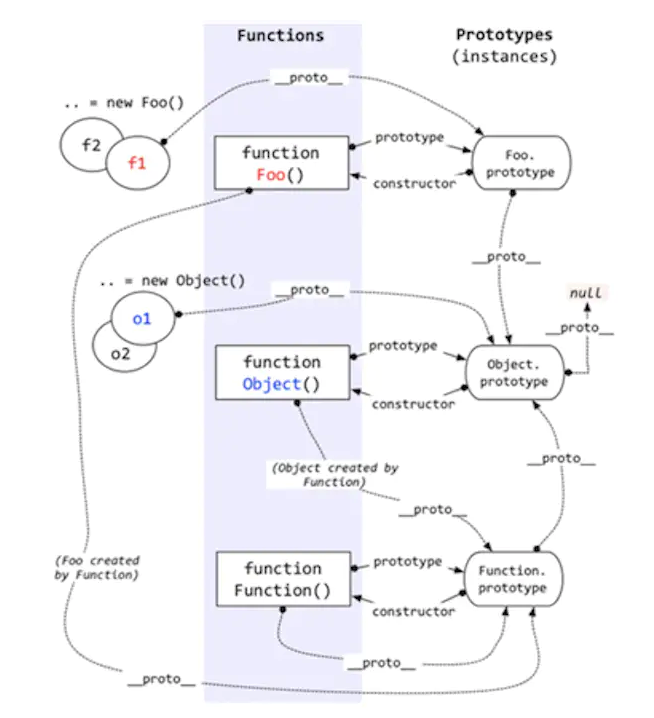 Functions
Prototypes
(instances)
__proto__
.. = new Foo()
f2
f1
function
Foo()
prototype
constructor
Foo.
prototype
__proto__
.. = new Object()
o1
o2
__proto__
null
__proto__
function
Object()
prototype
constructor
Object.
prototype
(Object created by
Function)
__proto__
__proto__
(Foo created
by Function)
function
Function()
prototype
constructor
Function.
prototype
__proto__
__proto__